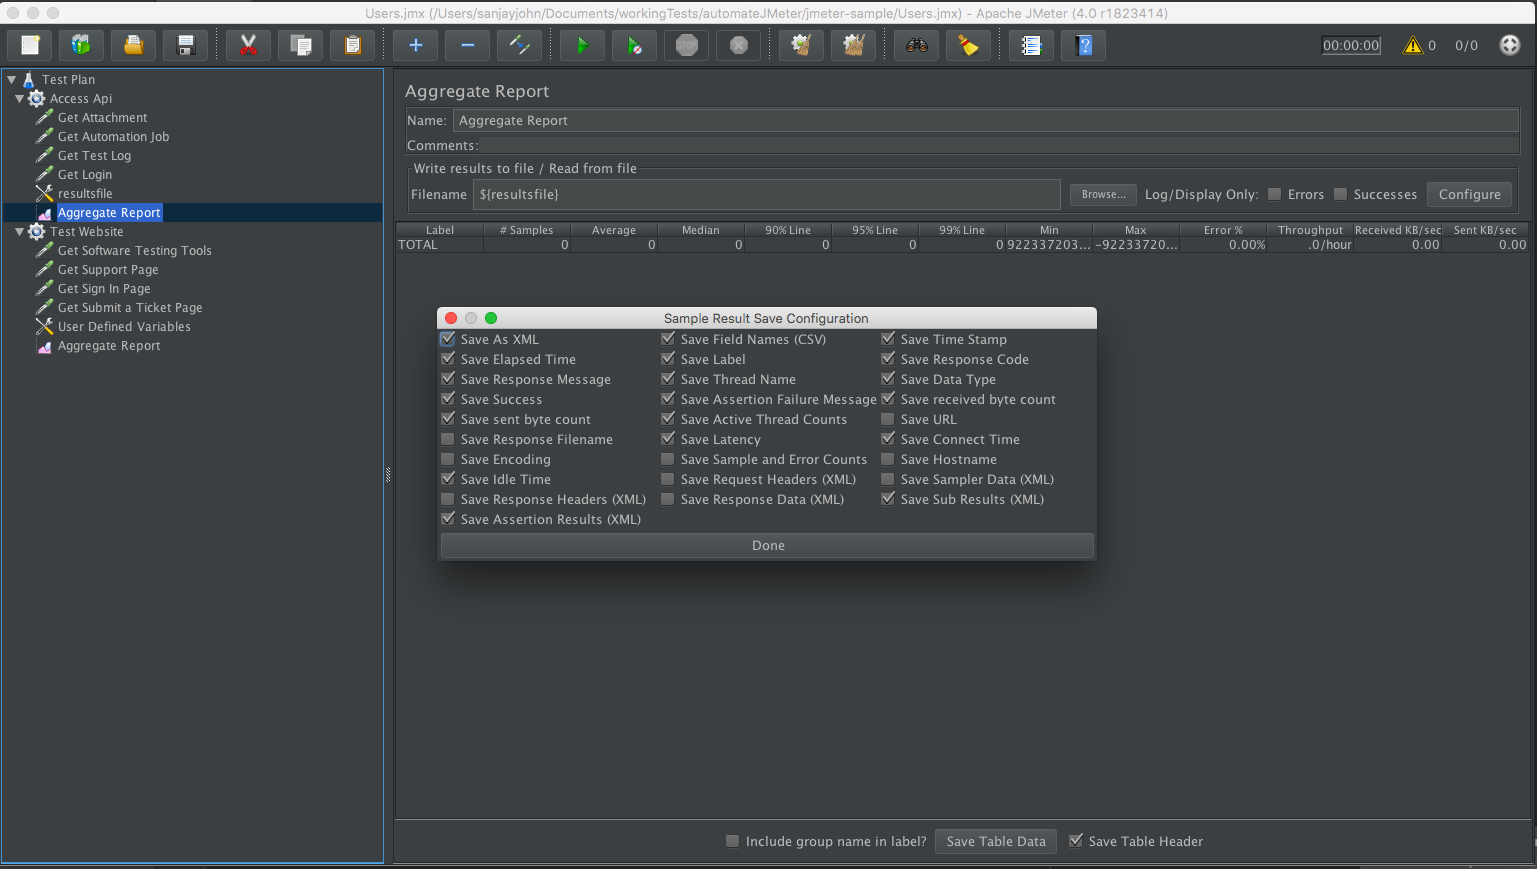 Users.jmx (/Users/sanjayjohn/Documents/workingTests/automateJMeter/jmeter-sample/Users.jmx) - Apache JMeter (4.0 r1823414)
STOP 00:00:00 0 0/0
Test Plan
Access Api
Get Attachment
Get Automation Job
Get Test Log
Get Login
resultsfile
Aggregate Report
Test Website
Get Software Testing Tools
Get Support Page
Get Sign In Page
Get Submit a Ticket Page
User Defined Variables
Aggregate Report
Aggregate Report
Name: Aggregate Report
Comments:
Write results to file / Read from file
Filename ${resultsfile} Browse... Log/Display Only: Errors Successes Configure
Label # Samples Average Median 90% Line 95% Line 99% Line Min Max Error % Throughput Received KB/sec Sent KB/sec
TOTAL 0 0 0 0 0 0 922337203... -92233720... 0.00% .0/hour 0.00 0.00
Sample Result Save Configuration
Save As XML Save Field Names (CSV) Save Time Stamp
Save Elapsed Time Save Label Save Response Code
Save Response Message Save Thread Name Save Data Type
Save Success Save Assertion Failure Message Save received byte count
Save sent byte count Save Active Thread Counts Save URL
Save Response Filename Save Latency Save Connect Time
Save Encoding Save Sample and Error Counts Save Hostname
Save Idle Time Save Request Headers (XML) Save Sampler Data (XML)
Save Response Headers (XML) Save Response Data (XML) Save Sub Results (XML)
Save Assertion Results (XML)
Done
Include group name in label? Save Table Data Save Table Header